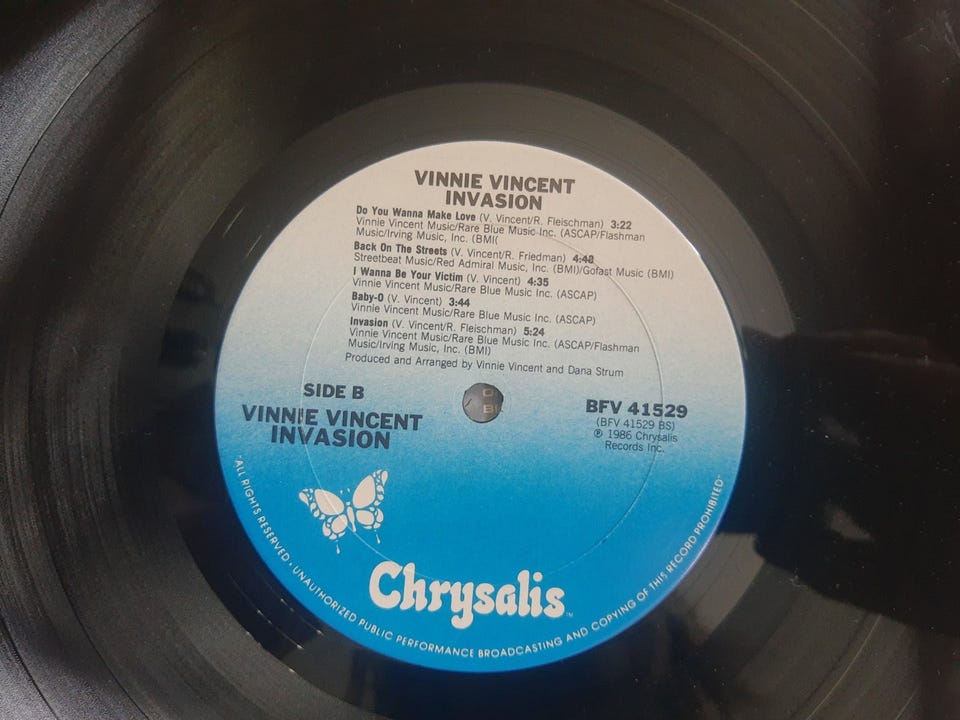 VINNIE VINCENT
INVASION
Do You Wanna Make Love (V. Vincent/R. Fleischman) 3:22
Vinnie Vincent Music/Rare Blue Music Inc. (ASCAP/Flashman
Music/Irving Music, Inc. (BMI(
Back On The Streets (V. Vincent/R. Friedman) 4:48
Streetbeat Music/Red Admiral Music, Inc. (BMI)/Gofast Music (BMI)
I Wanna Be Your Victim (V. Vincent) 4:35
Vinnie Vincent Music/Rare Blue Music Inc. (ASCAP)
Baby-O (V. Vincent) 3:44
Vinnie Vincent Music/Rare Blue Music Inc. (ASCAP)
Invasion (V. Vincent/R. Fleischman) 5:24
Vinnie Vincent Music/Rare Blue Music Inc. (ASCAP/Flashman
Music/Irving Music, Inc. (BMI)
Produced and Arranged by Vinnie Vincent and Dana Strum
SIDE B
VINNIE VINCENT
INVASION
BFV 41529
(BFV 41529 BS)
℗ 1986 Chrysalis
Records Inc.
Chrysalis™
"ALL RIGHTS RESERVED • UNAUTHORIZED PUBLIC PERFORMANCE BROADCASTING AND COPYING OF THIS RECORD PROHIBITED"